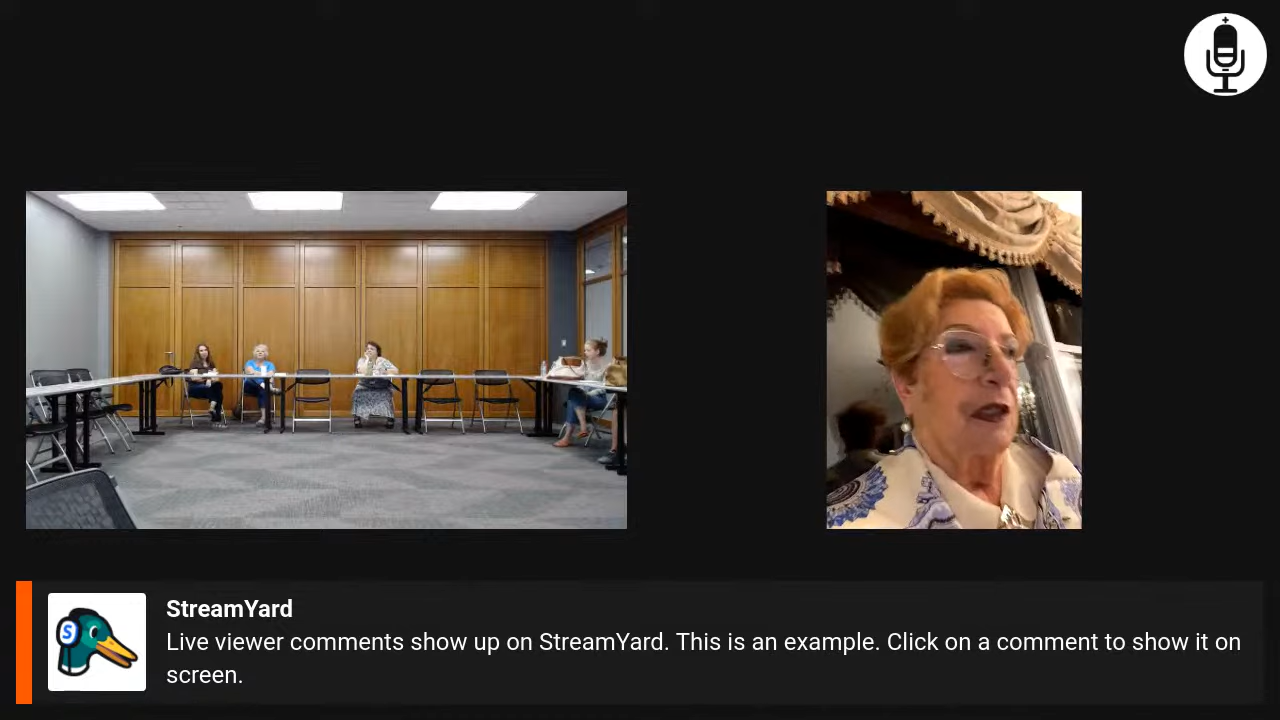 StreamYard
Live viewer comments show up on StreamYard. This is an example. Click on a comment to show it on
screen.
S